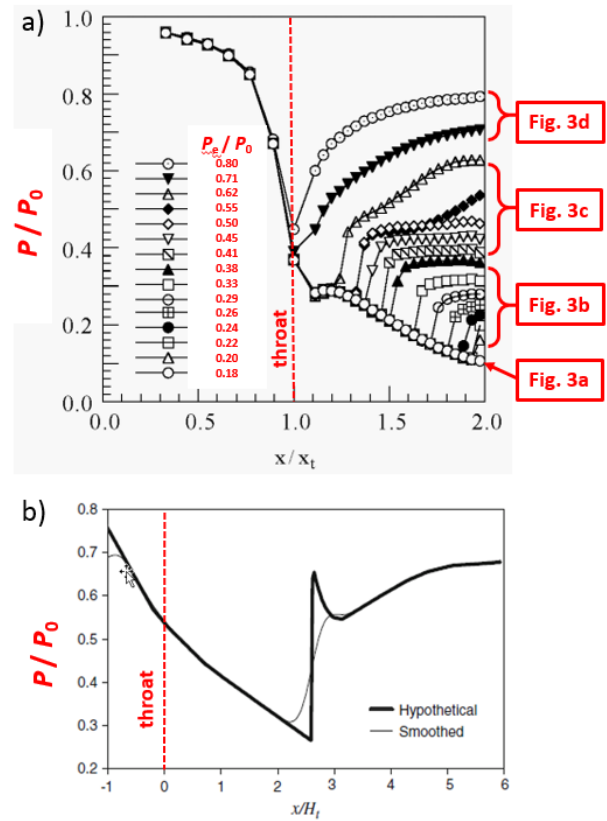 a)
P / P0
1.0
0.8
0.6
0.4
0.2
0.0
Pe / P0
0.80
0.71
0.62
0.55
0.50
0.45
0.41
0.38
0.33
0.29
0.26
0.24
0.22
0.20
0.18
throat
Fig. 3d
Fig. 3c
Fig. 3b
Fig. 3a
0.0 0.5 1.0 1.5 2.0
x/xt
b)
P / P0
0.8
0.7
0.6
0.5
0.4
0.3
0.2
throat
Hypothetical
Smoothed
-1 0 1 2 3 4 5 6
x/Ht